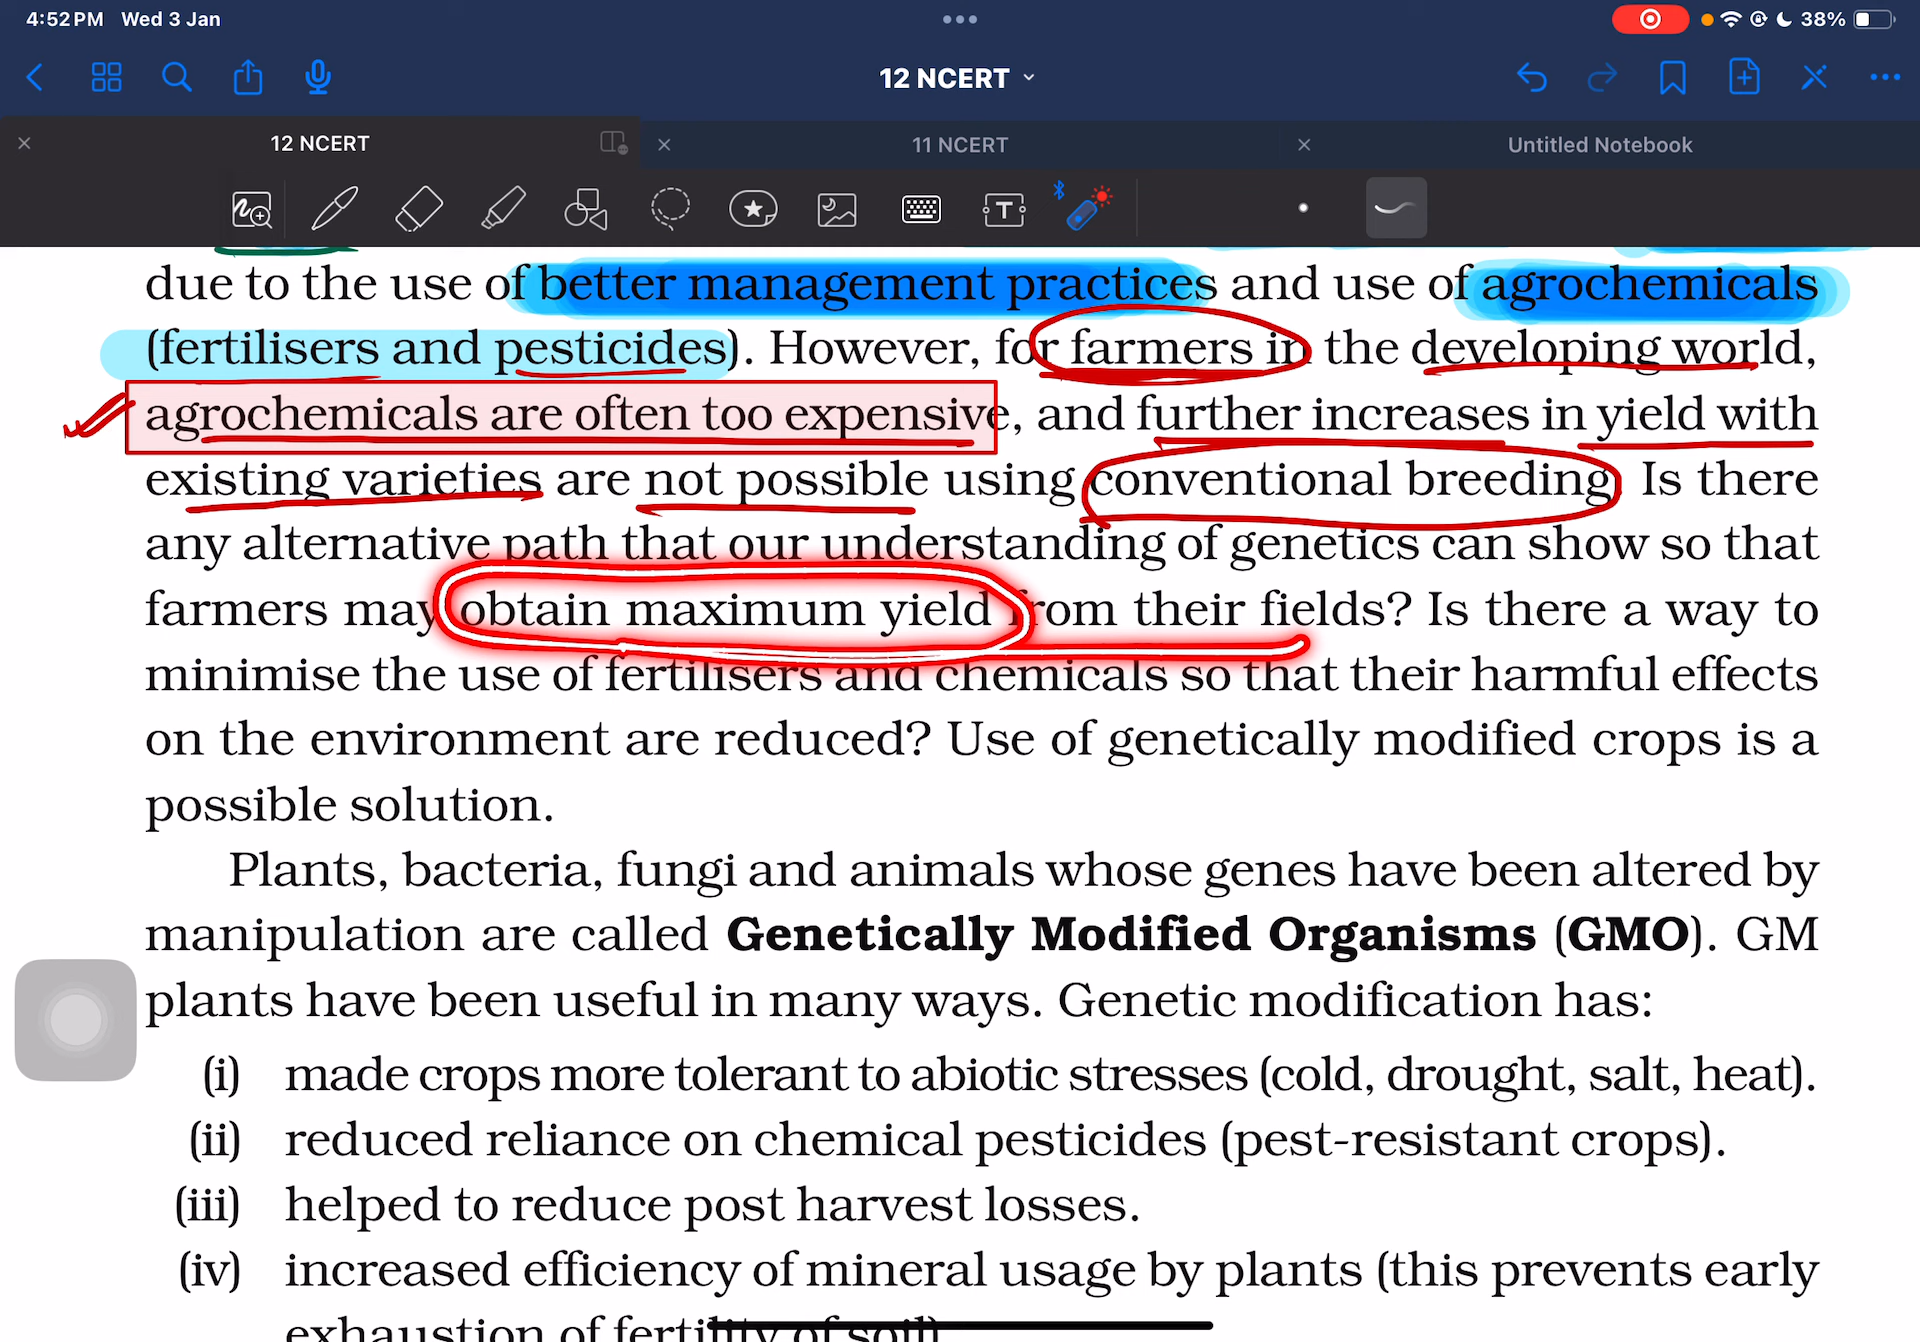 4:52 PM Wed 3 Jan
38%
12 NCERT
12 NCERT
11 NCERT
Untitled Notebook
due to the use of better management practices and use of agrochemicals
(fertilisers and pesticides). However, for farmers in the developing world,
agrochemicals are often too expensive, and further increases in yield with
existing varieties are not possible using conventional breeding. Is there
any alternative path that our understanding of genetics can show so that
farmers may obtain maximum yield from their fields? Is there a way to
minimise the use of fertilisers and chemicals so that their harmful effects
on the environment are reduced? Use of genetically modified crops is a
possible solution.
Plants, bacteria, fungi and animals whose genes have been altered by
manipulation are called Genetically Modified Organisms (GMO). GM
plants have been useful in many ways. Genetic modification has:
(i) made crops more tolerant to abiotic stresses (cold, drought, salt, heat).
(ii) reduced reliance on chemical pesticides (pest-resistant crops).
(iii) helped to reduce post harvest losses.
(iv) increased efficiency of mineral usage by plants (this prevents early
exhaustion of fertility of soil)